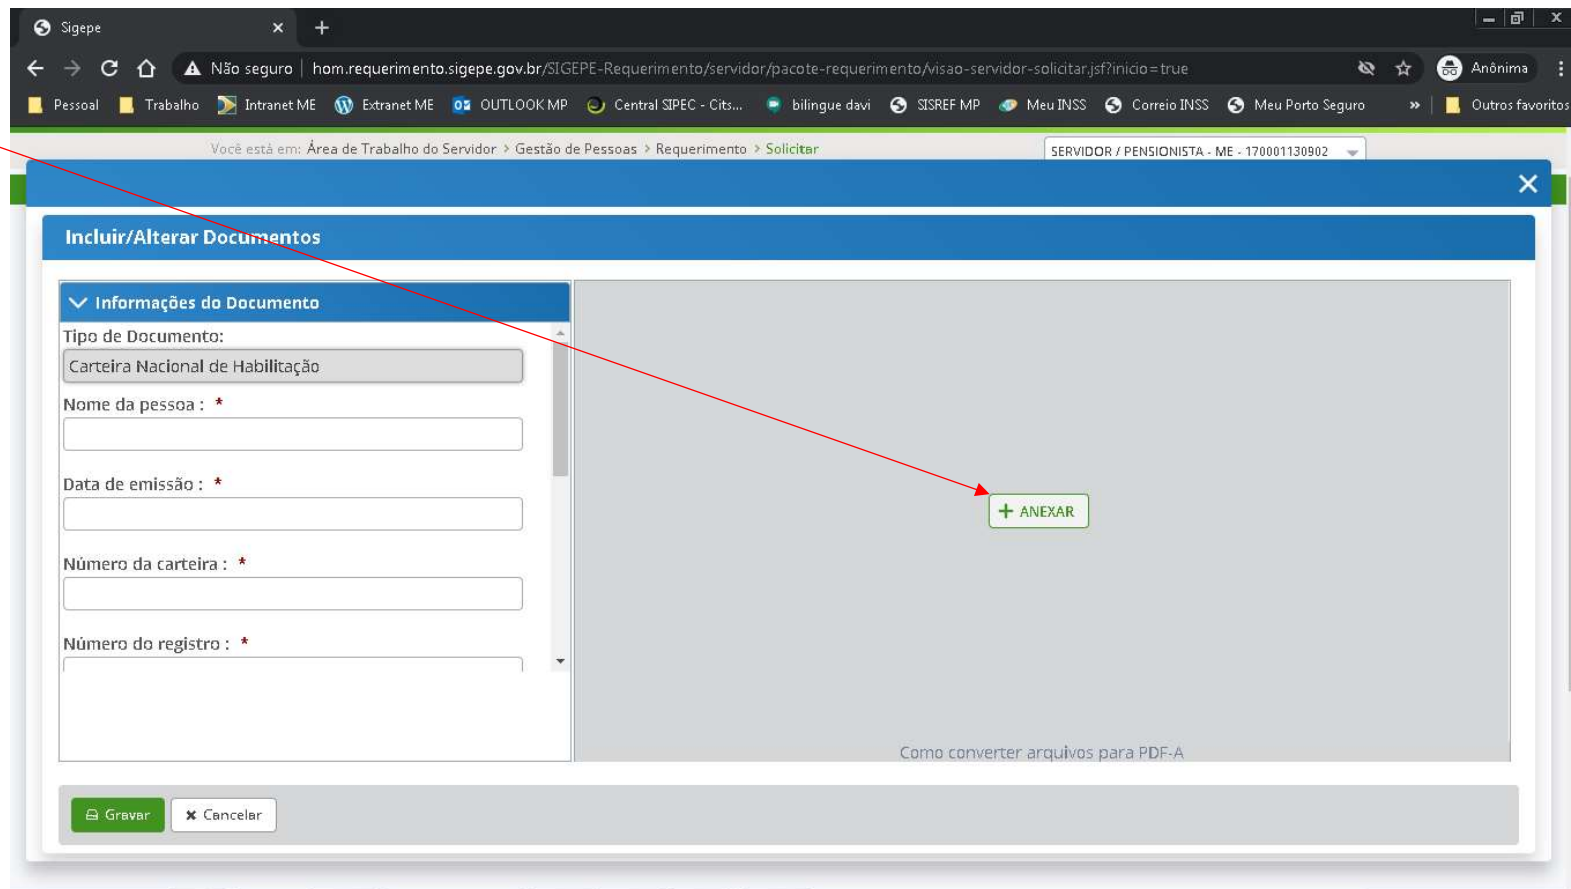 Sigepe
Não seguro | hom.requerimento.sigepe.gov.br/SIGEPE-Requerimento/servidor/pacote-requerimento/visao-servidor-solicitar.jsf?inicio=true Anônima
Pessoal Trabalho Intranet ME Extranet ME OUTLOOK MP Central SIPEC - Cits... bilingue davi SISREF MP Meu INSS Correio INSS Meu Porto Seguro » Outros favoritos
Você está em: Área de Trabalho do Servidor > Gestão de Pessoas > Requerimento > Solicitar SERVIDOR / PENSIONISTA - ME - 170001130902
Incluir/Alterar Documentos
Informações do Documento
Tipo de Documento:
Carteira Nacional de Habilitação
Nome da pessoa : *
Data de emissão : *
+ ANEXAR
Número da carteira : *
Número do registro : *
Como converter arquivos para PDF-A
Gravar Cancelar